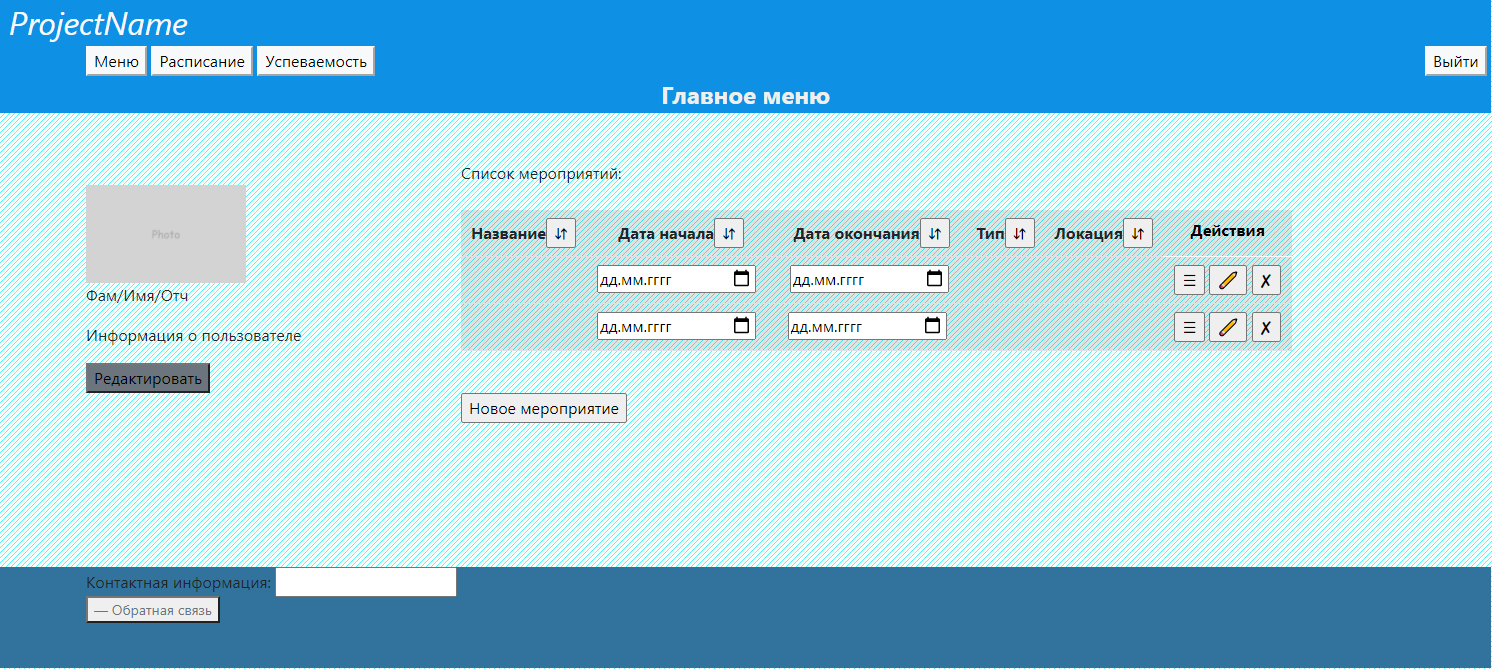 ProjectName
Меню Расписание Успеваемость Выйти
Главное меню
Список мероприятий:
Photo
Название Дата начала Дата окончания Тип Локация Действия
дд.мм.гггг дд.мм.гггг
Фам/Имя/Отч
дд.мм.гггг дд.мм.гггг
Информация о пользователе
Редактировать
Новое мероприятие
Контактная информация:
— Обратная связь